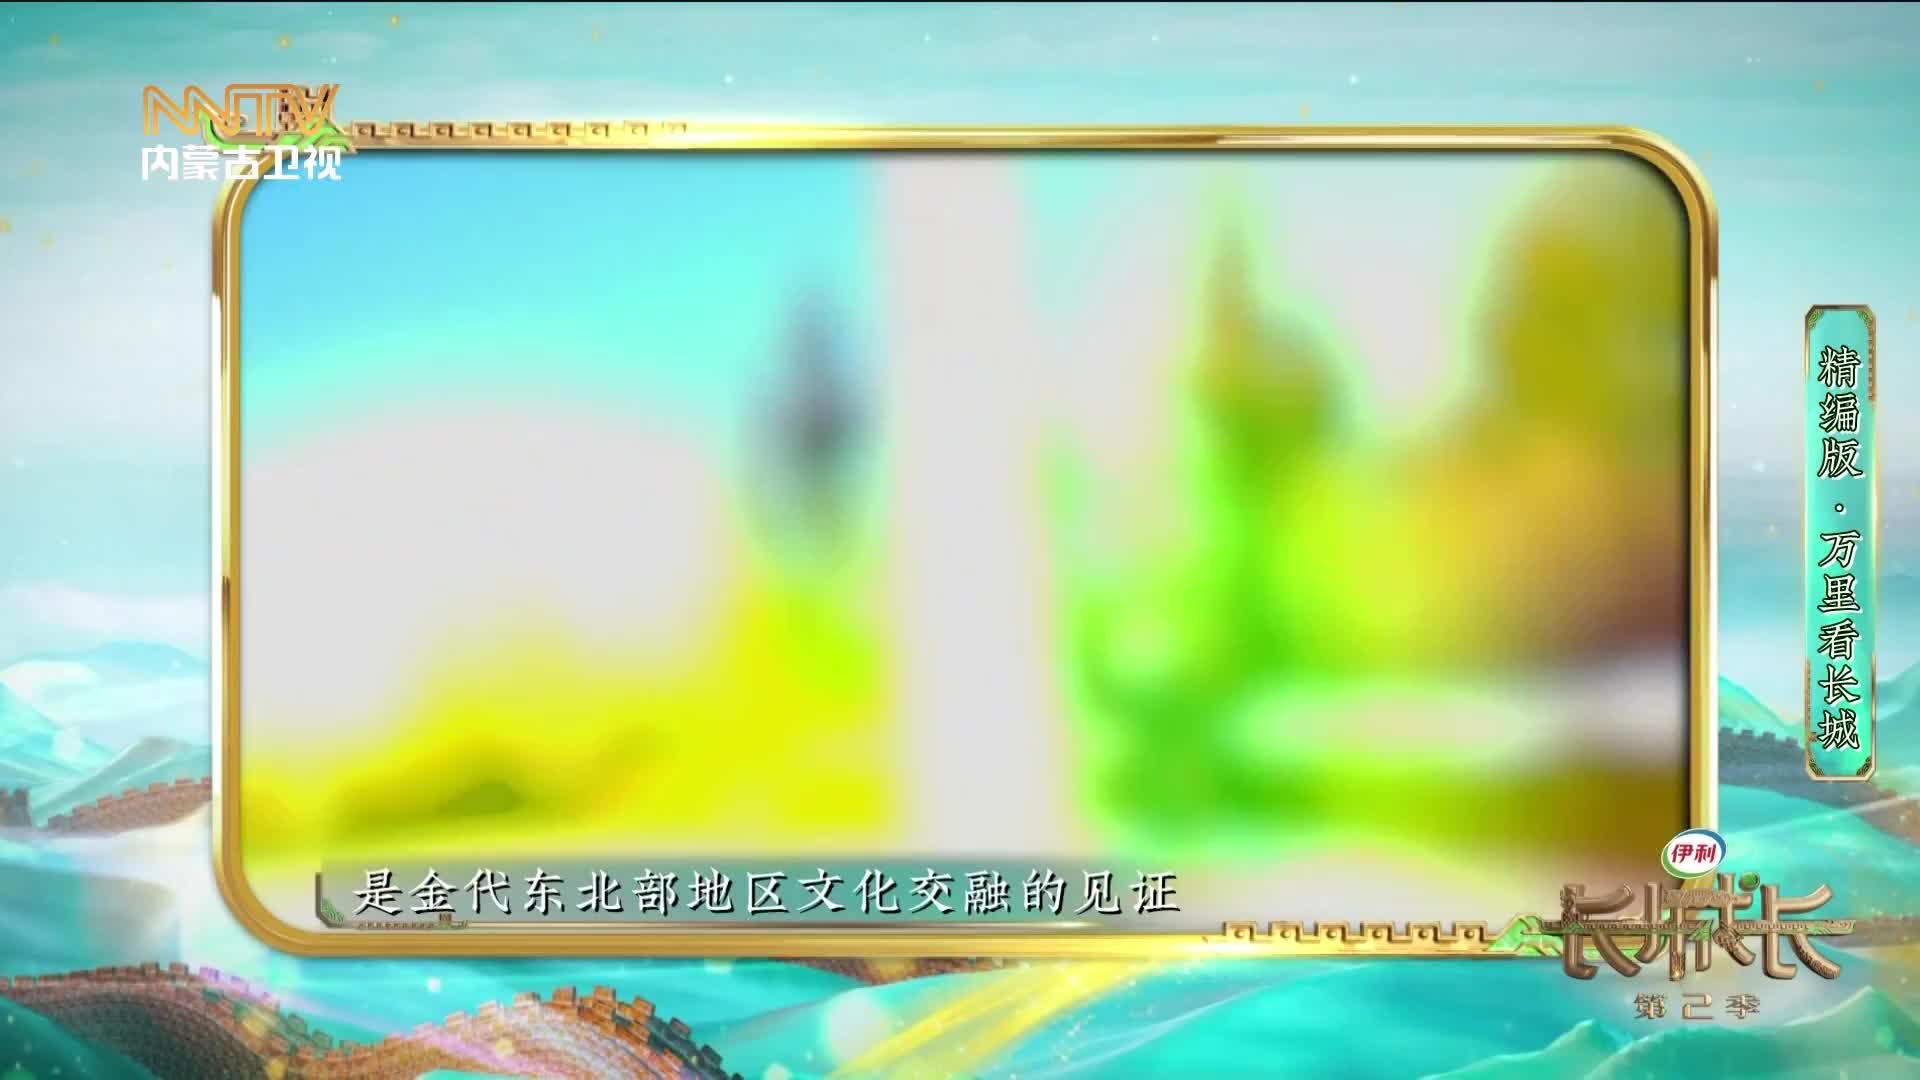 NMTV
内蒙古卫视
精编版·万里看长城
是金代东北部地区文化交融的见证
伊利
长城长
第2季